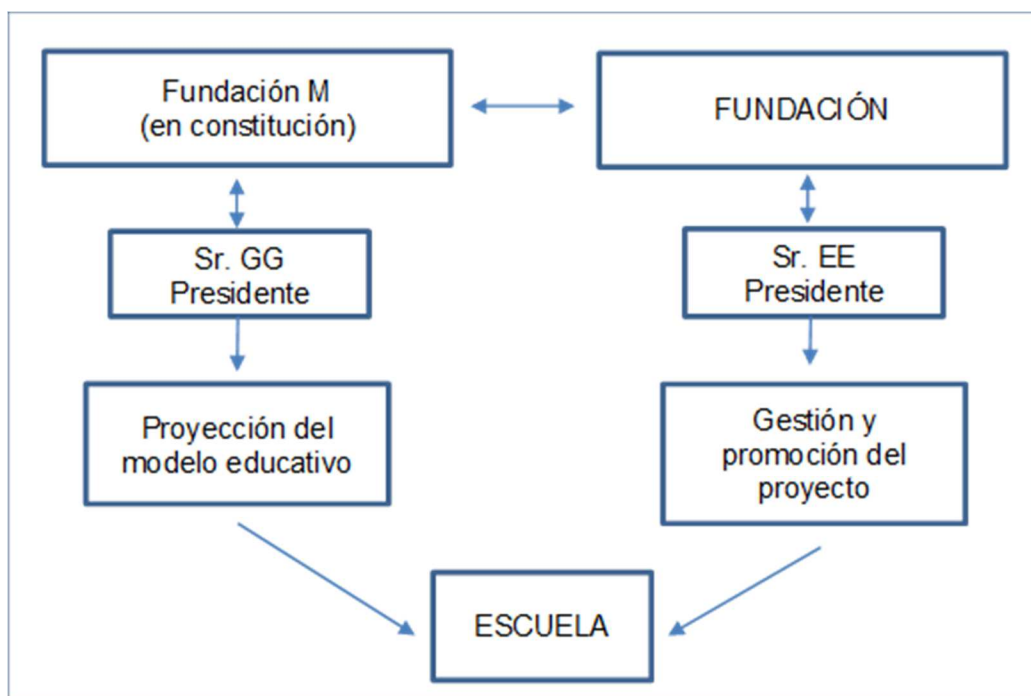 Fundación M
(en constitución)
FUNDACIÓN
Sr. GG
Presidente
Sr. EE
Presidente
Proyección del
modelo educativo
Gestión y
promoción del
proyecto
ESCUELA